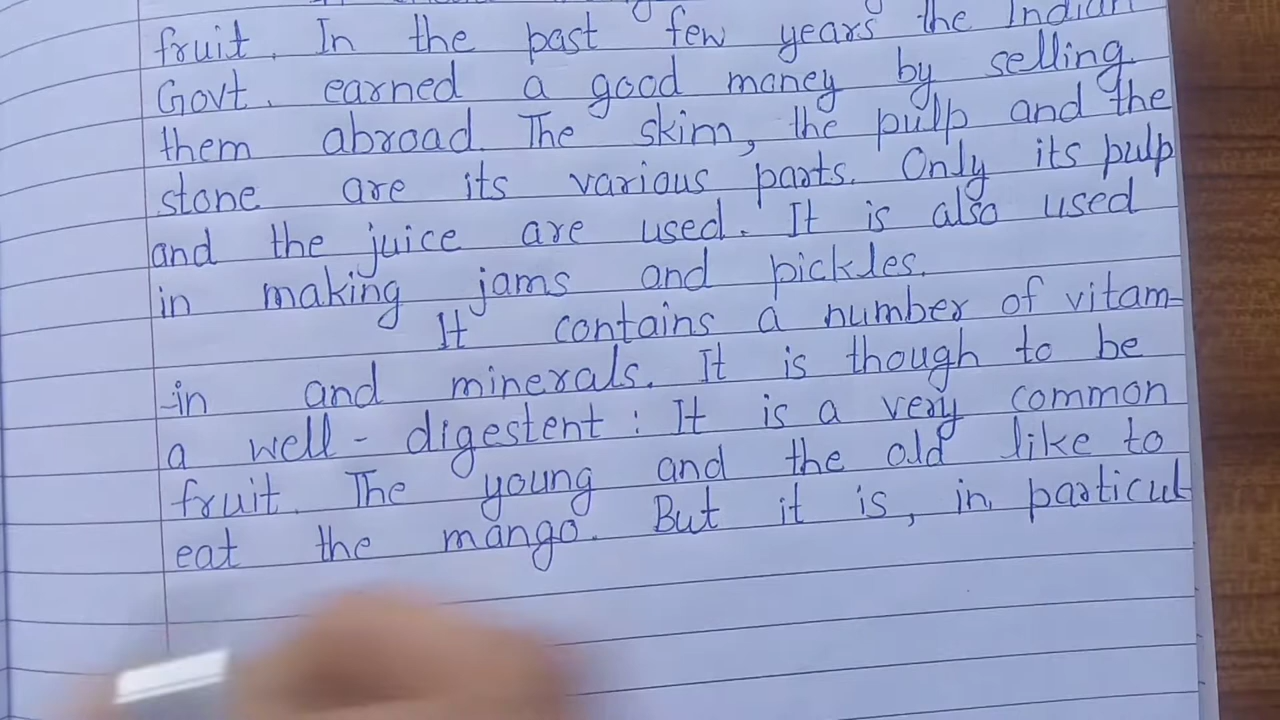 fruit. In the past few years the Indian
Govt. earned a good money by selling
them abroad. The skim, the pulp and the
stone are its various parts. Only its pulp
and the juice are used. It is also used
in making jams and pickles.
It contains a number of vitam-
-in and minerals. It is though to be
a well - digestent : It is a very common
fruit. The young and the old like to
eat the mango. But it is, in particul